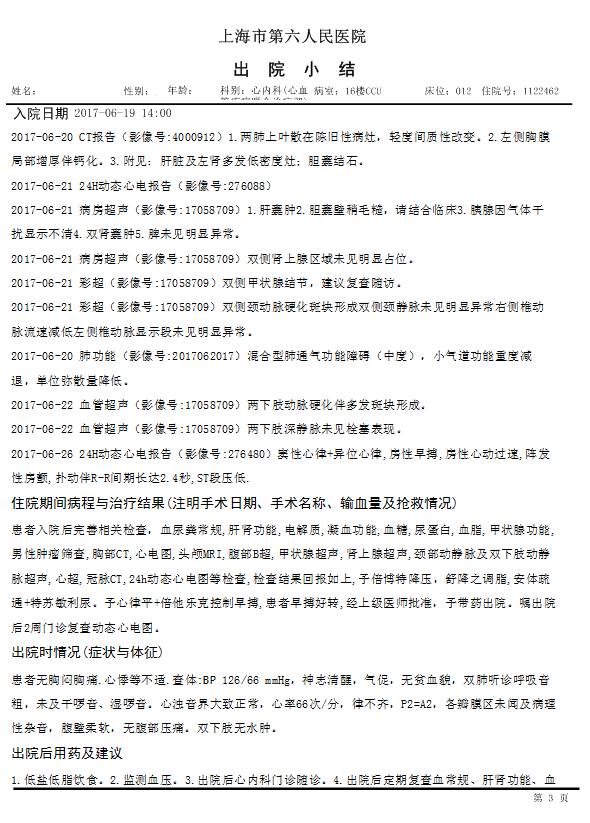 上海市第六人民医院
出 院 小 结
姓名: 性别: 年龄: 科别:心内科(心血 病室:16楼CCU 床位:012 住院号:1122462
入院日期 2017-06-19 14:00
2017-06-20 CT报告（影像号:4000912）1.两肺上叶散在陈旧性病灶，轻度间质性改变。2.左侧胸膜
局部增厚伴钙化。3.附见：肝脏及左肾多发低密度灶；胆囊结石。
2017-06-21 24H动态心电报告（影像号:276088）
2017-06-21 病房超声（影像号:17058709）1.肝囊肿2.胆囊壁稍毛糙，请结合临床3.胰腺因气体干
扰显示不清4.双肾囊肿5.脾未见明显异常。
2017-06-21 病房超声（影像号:17058709）双侧肾上腺区域未见明显占位。
2017-06-21 彩超（影像号:17058709）双侧甲状腺结节，建议复查随访。
2017-06-21 彩超（影像号:17058709）双侧颈动脉硬化斑块形成双侧颈静脉未见明显异常右侧椎动
脉流速减低左侧椎动脉显示段未见明显异常。
2017-06-20 肺功能（影像号:2017062017）混合型肺通气功能障碍（中度），小气道功能重度减
退，单位弥散量降低。
2017-06-22 血管超声（影像号:17058709）两下肢动脉硬化伴多发斑块形成。
2017-06-22 血管超声（影像号:17058709）两下肢深静脉未见栓塞表现。
2017-06-26 24H动态心电报告（影像号:276480）窦性心律+异位心律,房性早搏,房性心动过速,阵发
性房颤,扑动伴R-R间期长达2.4秒,ST段压低.
住院期间病程与治疗结果(注明手术日期、手术名称、输血量及抢救情况)
患者入院后完善相关检查，血尿粪常规,肝肾功能,电解质,凝血功能,血糖,尿蛋白,血脂,甲状腺功能,
男性肿瘤筛查,胸部CT,心电图,头颅MRI,腹部B超,甲状腺超声,肾上腺超声,颈部动静脉及双下肢动静
脉超声,心超,冠脉CT,24h动态心电图等检查,检查结果回报如上,予倍博特降压，舒降之调脂,安体疏
通+特苏敏利尿。予心律平+倍他乐克控制早搏,患者早搏好转,经上级医师批准，予带药出院。嘱出院
后2周门诊复查动态心电图。
出院时情况(症状与体征)
患者无胸闷胸痛.心悸等不适.查体:BP 126/66 mmHg，神志清醒，气促，无贫血貌，双肺听诊呼吸音
粗，未及干啰音、湿啰音。心浊音界大致正常，心率66次/分，律不齐，P2=A2，各瓣膜区未闻及病理
性杂音，腹壁柔软，无腹部压痛。双下肢无水肿。
出院后用药及建议
1.低盐低脂饮食。2.监测血压。3.出院后心内科门诊随诊。4.出院后定期复查血常规、肝肾功能、血
第 3 页